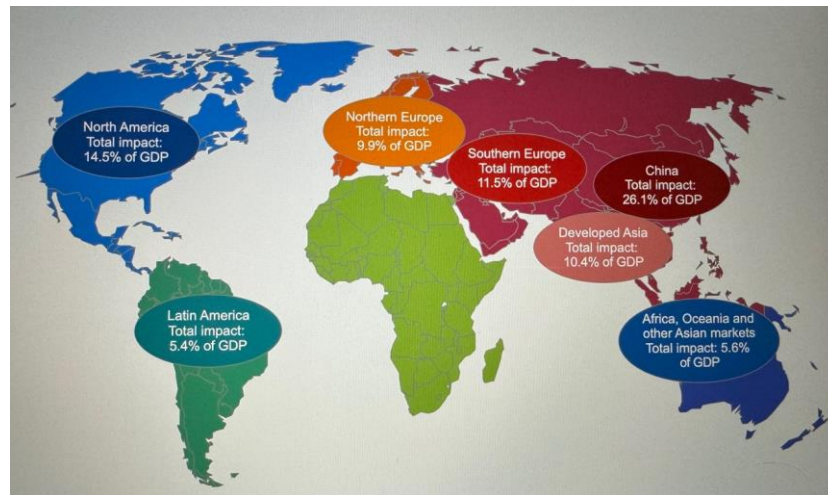 North America
Total impact:
14.5% of GDP
Northern Europe
Total impact:
9.9% of GDP
Southern Europe
Total impact:
11.5% of GDP
China
Total impact:
26.1% of GDP
Developed Asia
Total impact:
10.4% of GDP
Latin America
Total impact:
5.4% of GDP
Africa, Oceania and
other Asian markets
Total impact: 5.6%
of GDP